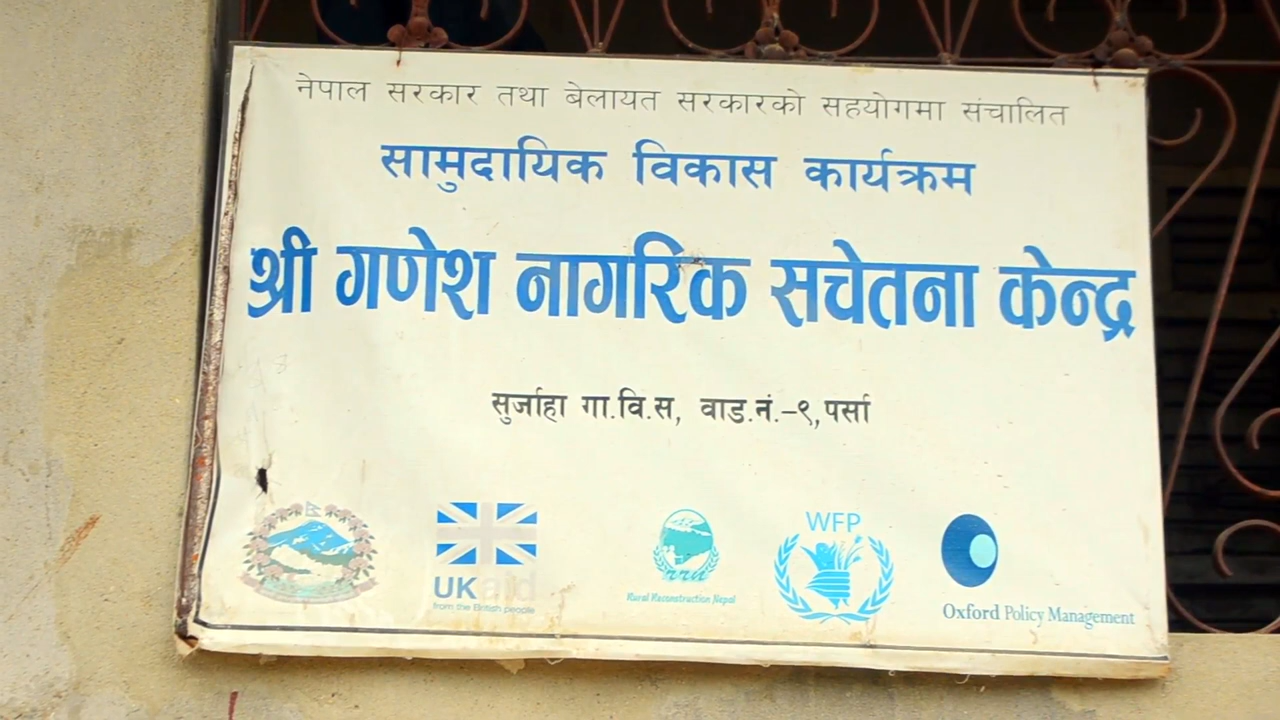 नेपाल सरकार तथा बेलायत सरकारको सहयोगमा संचालित
सामुदायिक विकास कार्यक्रम
श्री गणेश नागरिक सचेतना केन्द्र
सुर्जाहा गा.वि.स, वाड.नं.–९, पर्सा
UKaid
from the British people
rrn
Rural Reconstruction Nepal
WFP
Oxford Policy Management